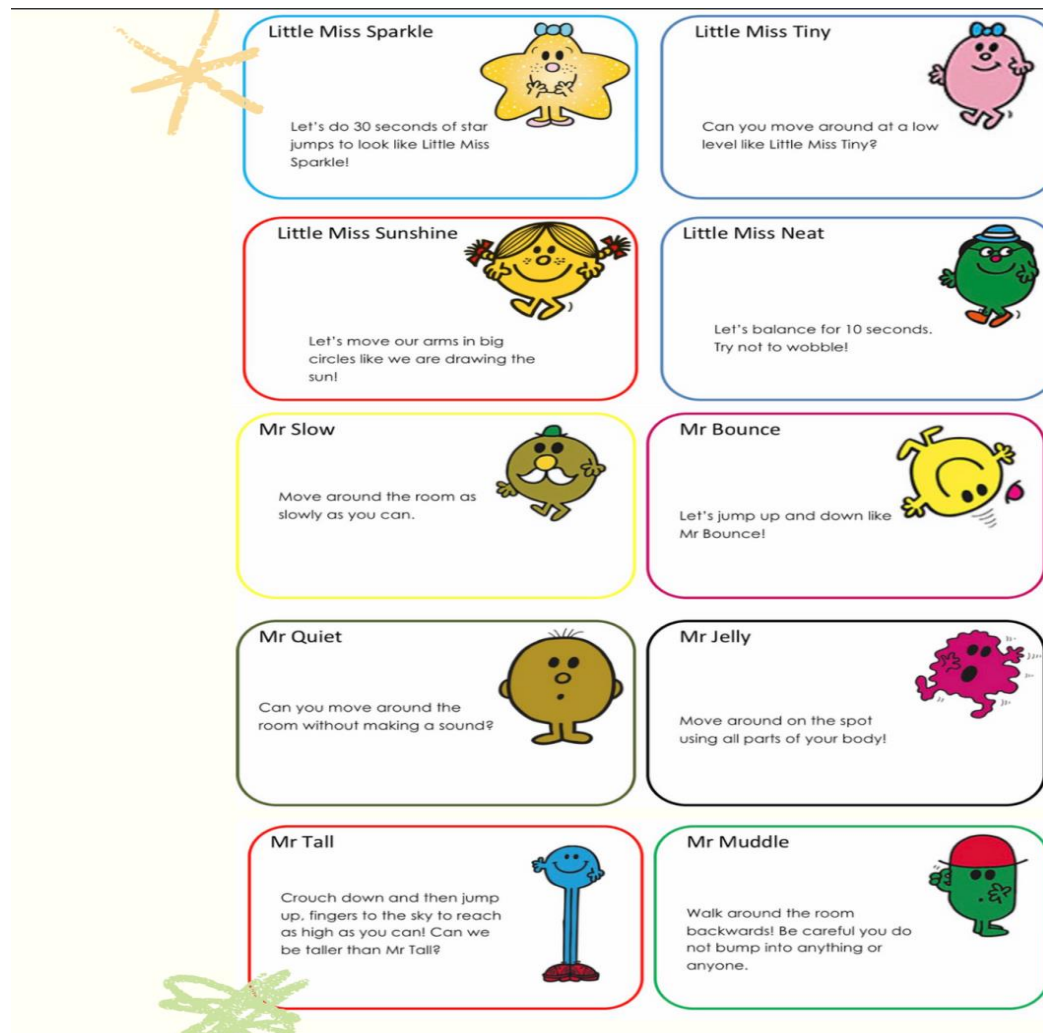 Little Miss Sparkle
Let's do 30 seconds of star
jumps to look like Little Miss
Sparkle!
Little Miss Tiny
Can you move around at a low
level like Little Miss Tiny?
Little Miss Sunshine
Let's move our arms in big
circles like we are drawing the
sun!
Little Miss Neat
Let's balance for 10 seconds.
Try not to wobble!
Mr Slow
Move around the room as
slowly as you can.
Mr Bounce
Let's jump up and down like
Mr Bounce!
Mr Quiet
Can you move around the
room without making a sound?
Mr Jelly
Move around on the spot
using all parts of your body!
Mr Tall
Crouch down and then jump
up, fingers to the sky to reach
as high as you can! Can we
be taller than Mr Tall?
Mr Muddle
Walk around the room
backwards! Be careful you do
not bump into anything or
anyone.